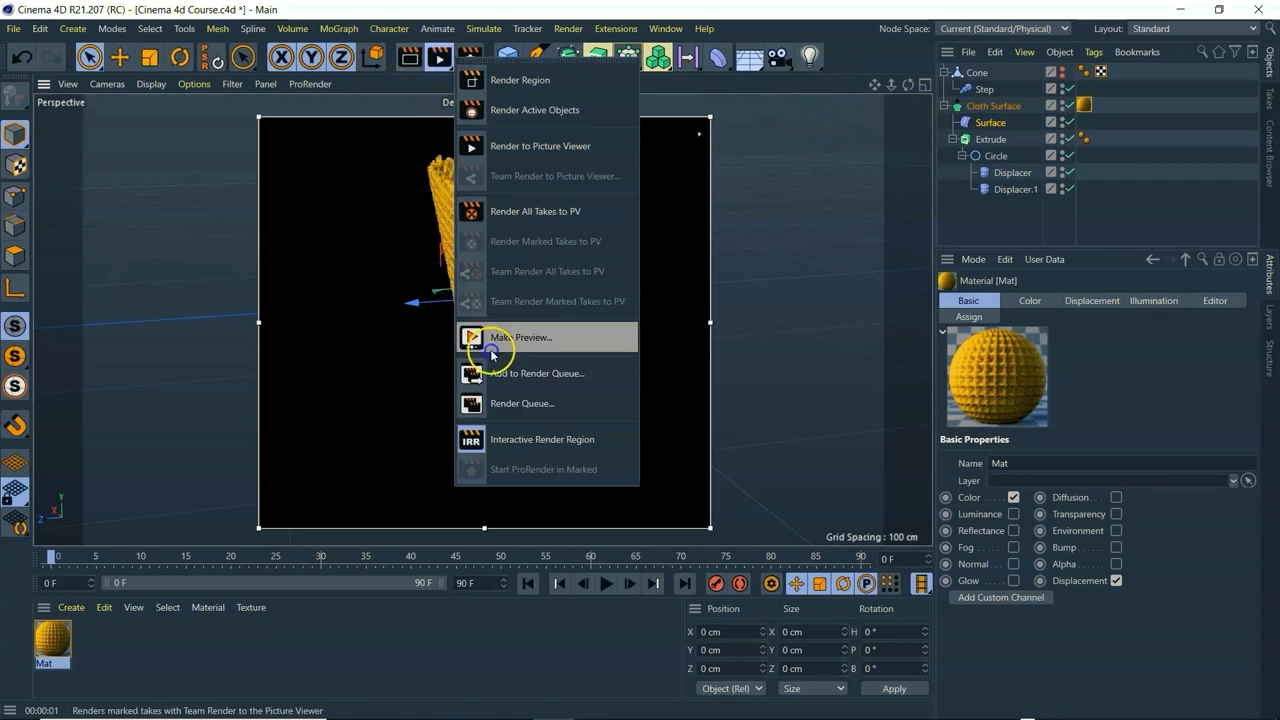 Cinema 4D R21.207 (RC) - [Cinema 4d Course.c4d *] - Main
File Edit Create Modes Select Tools Mesh Spline Volume MoGraph Character Animate Simulate Tracker Render Extensions Window Help
Node Space: Current (Standard/Physical) Layout: Standard
File Edit View Object Tags Bookmarks
View Cameras Display Options Filter Panel ProRender
Perspective
De
Render Region
Render Active Objects
Render to Picture Viewer
Team Render to Picture Viewer...
Render All Takes to PV
Render Marked Takes to PV
Team Render All Takes to PV
Team Render Marked Takes to PV
Make Preview...
Add to Render Queue...
Render Queue...
IRR Interactive Render Region
Start ProRender in Marked
Cone
Step
Cloth Surface
Surface
Extrude
Circle
Displacer
Displacer.1
Objects
Content Browser
Mode Edit User Data
Material [Mat]
Basic Color Displacement Illumination Editor
Assign
Attributes
Layers
Structure
Basic Properties
Name Mat
Layer
Color Diffusion
Luminance Transparency
Reflectance Environment
Fog Bump
Normal Alpha
Glow Displacement
Add Custom Channel
X Y Z
PSR
Y
X
Z
Grid Spacing : 100 cm
0 5 10 15 20 25 30 35 40 45 50 55 60 65 70 75 80 85 90 0 F
0 F 0 F 90 F 90 F
Create Edit View Select Material Texture
Mat
Position Size Rotation
X 0 cm X 0 cm H 0 °
Y 0 cm Y 0 cm P 0 °
Z 0 cm Z 0 cm B 0 °
Object (Rel) Size Apply
00:00:01 Renders marked takes with Team Render to the Picture Viewer